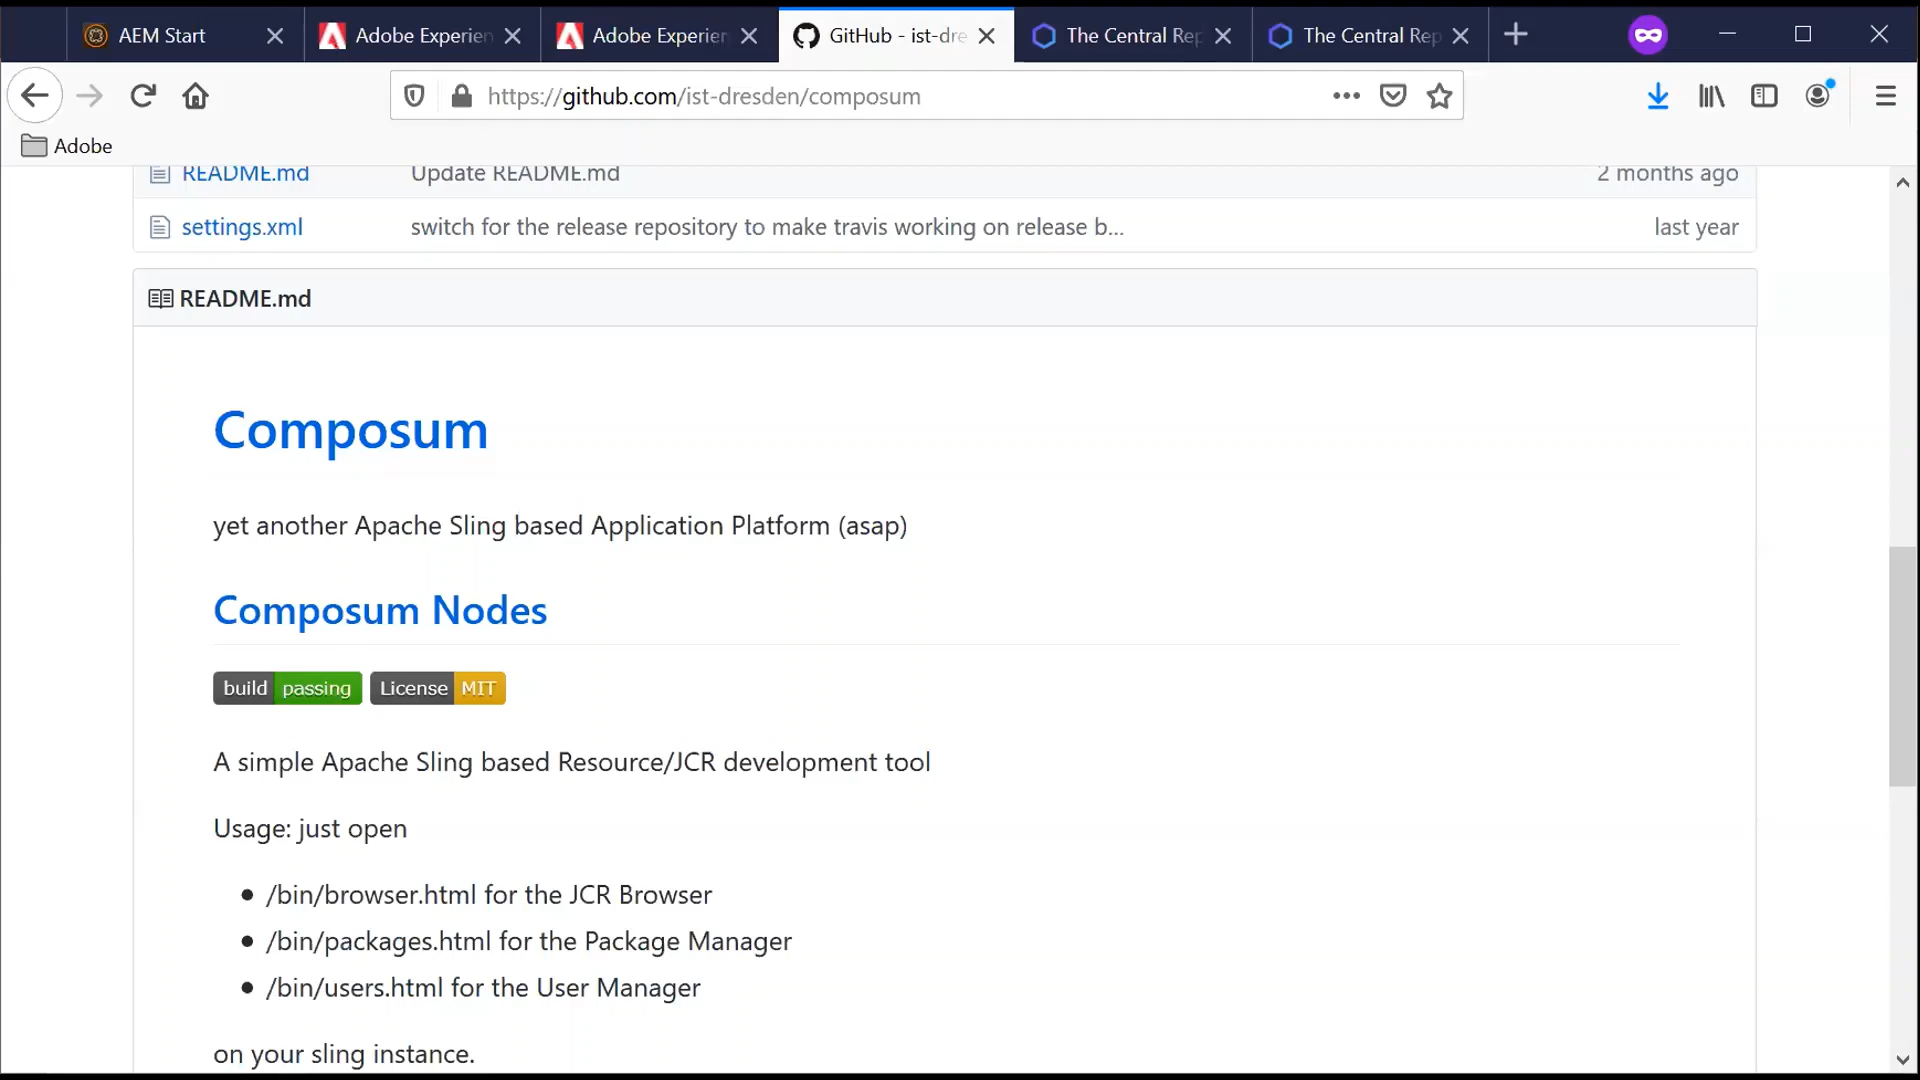 AEM Start
Adobe Experien
Adobe Experien
GitHub - ist-dre
The Central Rep
The Central Rep
https://github.com/ist-dresden/composum
Adobe
README.md Update README.md 2 months ago
settings.xml switch for the release repository to make travis working on release b... last year
README.md
Composum
yet another Apache Sling based Application Platform (asap)
Composum Nodes
build passing License MIT
A simple Apache Sling based Resource/JCR development tool
Usage: just open
• /bin/browser.html for the JCR Browser
• /bin/packages.html for the Package Manager
• /bin/users.html for the User Manager
on your sling instance.